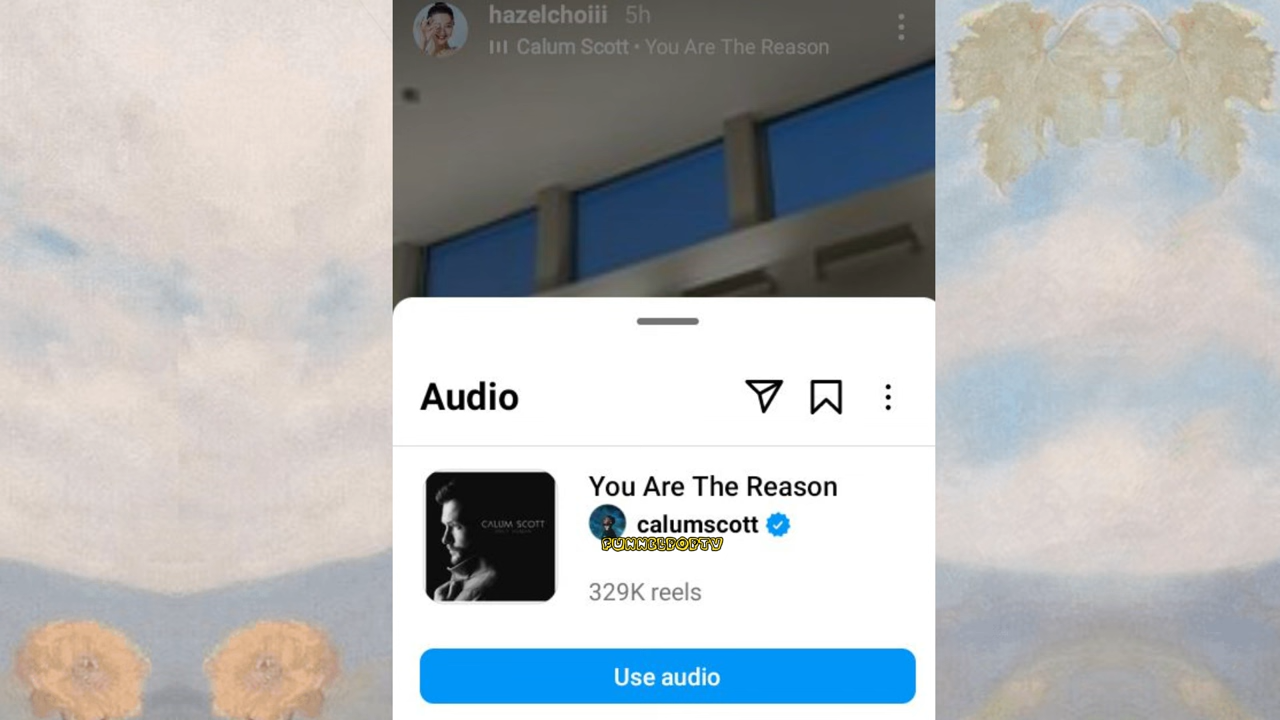 hazelchoiii 5h
Calum Scott • You Are The Reason
Audio
You Are The Reason
CALUM SCOTT
calumscott
FUNNELPOPTV
329K reels
Use audio